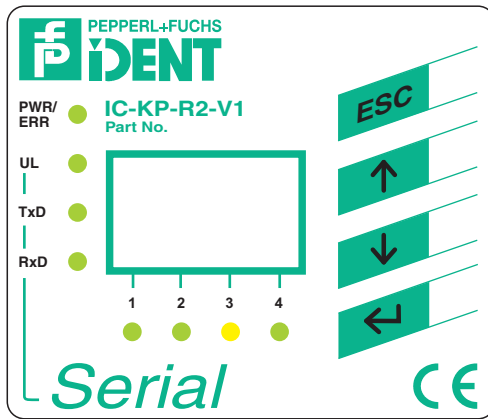 PEPPERL+FUCHS
IDENT
PWR/
ERR
IC-KP-R2-V1
Part No.
ESC
UL
TxD
RxD
1 2 3 4
Serial
CE